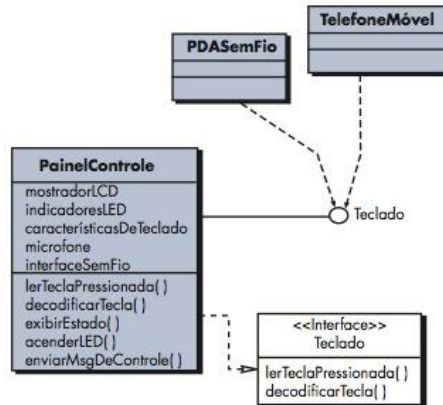 TelefoneMóvel
PDASemFio
PainelControle
mostradorLCD
indicadoresLED
característicasDeTeclado
microfone
interfaceSemFio
lerTeclaPressionada( )
decodificarTecla( )
exibirEstado( )
acenderLED( )
enviarMsgDeControle( )
Teclado
<<Interface>>
Teclado
lerTeclaPressionada( )
decodificarTecla( )